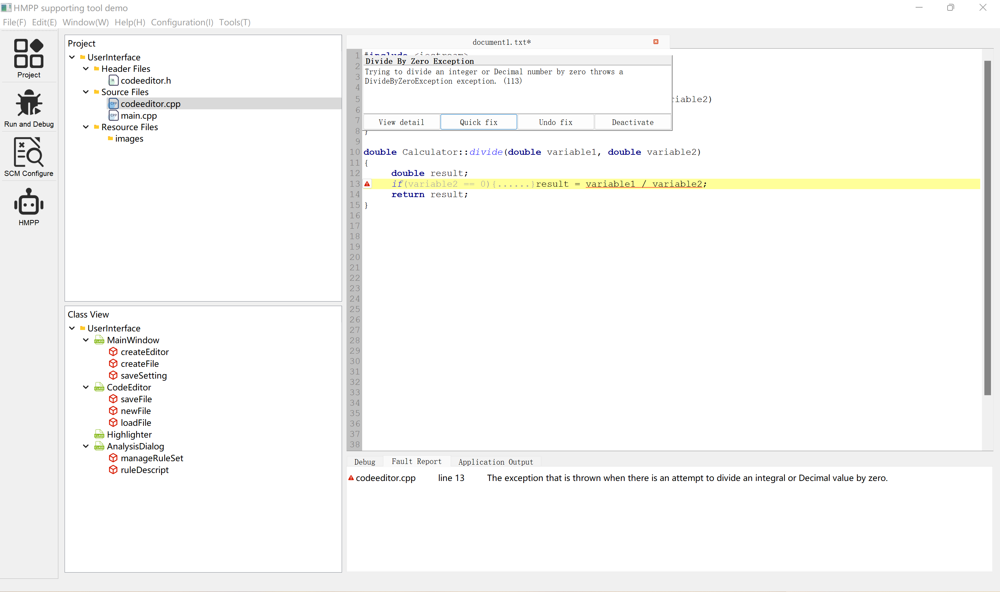 HMPP supporting tool demo
File(F) Edit(E) Window(W) Help(H) Configuration(I) Tools(T)
Project
Run and Debug
SCM Configure
HMPP
Project
UserInterface
Header Files
H codeeditor.h
Source Files
CPP codeeditor.cpp
CPP main.cpp
Resource Files
images
Class View
UserInterface
CLASS MainWindow
createEditor
createFile
saveSetting
CLASS CodeEditor
saveFile
newFile
loadFile
CLASS Highlighter
CLASS AnalysisDialog
manageRuleSet
ruleDescript
document1.txt*
1 #include <iostream>
Divide By Zero Exception
2
Trying to divide an integer or Decimal number by zero throws a
3 DivideByZeroException exception. (113)
4
5 riable2)
6
7 View detail Quick fix Undo fix Deactivate
8 }
9
10 double Calculator::divide(double variable1, double variable2)
11 {
12 double result;
13 if(variable2 == 0){......}result = variable1 / variable2;
14 return result;
15 }
16
17
18
19
20
21
22
23
24
25
26
27
28
29
30
31
32
33
34
35
36
37
38
Debug Fault Report Application Output
codeeditor.cpp line 13 The exception that is thrown when there is an attempt to divide an integral or Decimal value by zero.